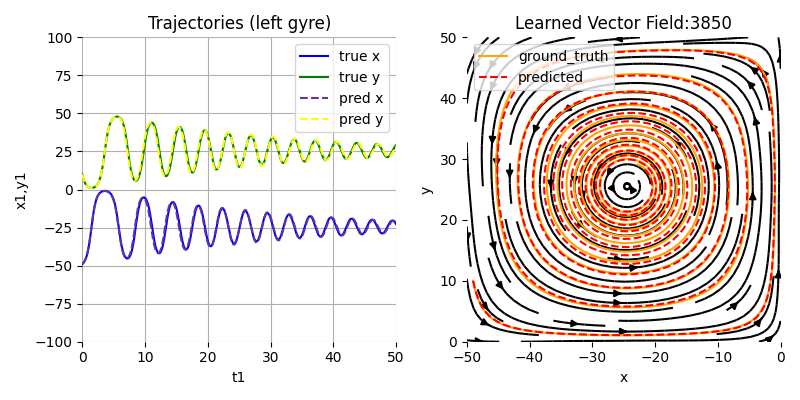 Trajectories (left gyre)
100
75
50
25
0
−25
−50
−75
−100
x1,y1
0
10
20
30
40
50
t1
true x
true y
pred x
pred y
Learned Vector Field:3850
50
40
30
20
10
0
y
−50
−40
−30
−20
−10
0
x
ground_truth
predicted